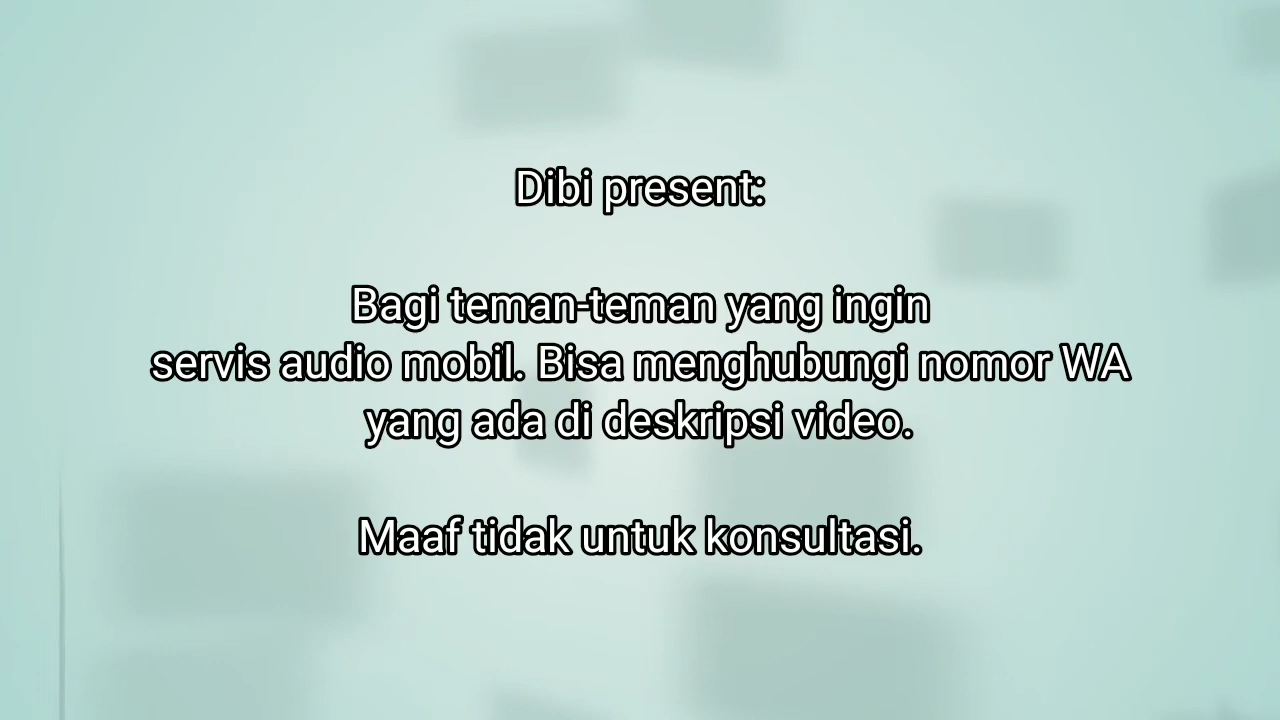 Dibi present:
Bagi teman-teman yang ingin
servis audio mobil. Bisa menghubungi nomor WA
yang ada di deskripsi video.
Maaf tidak untuk konsultasi.